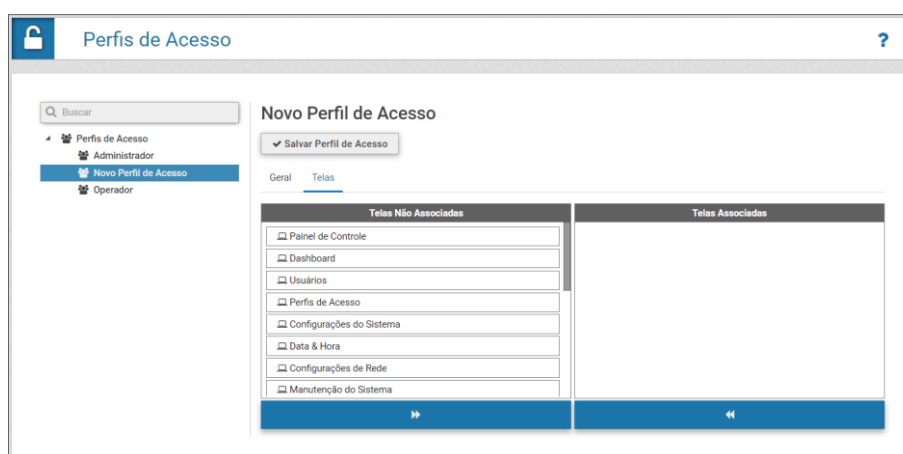 Perfis de Acesso
?
Buscar
Perfis de Acesso
Administrador
Novo Perfil de Acesso
Operador
Novo Perfil de Acesso
Salvar Perfil de Acesso
Geral Telas
Telas Não Associadas
Painel de Controle
Dashboard
Usuários
Perfis de Acesso
Configurações do Sistema
Data & Hora
Configurações de Rede
Manutenção do Sistema
Telas Associadas